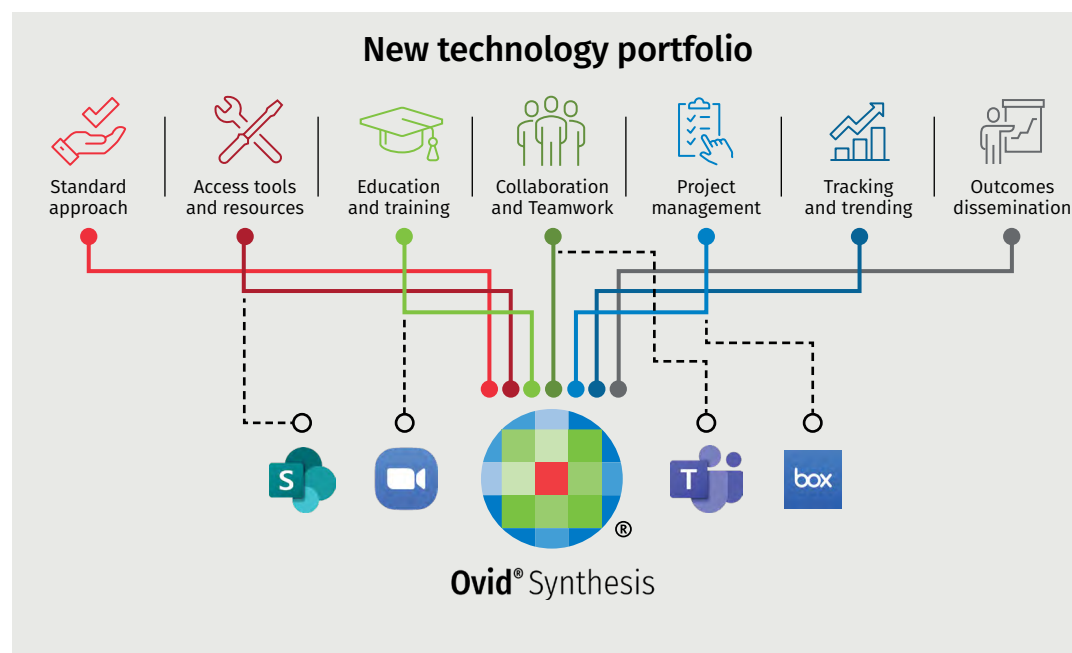 New technology portfolio
Standard
approach
Access tools
and resources
Education
and training
Collaboration
and Teamwork
Project
management
Tracking
and trending
Outcomes
dissemination
S
T
box
®
Ovid® Synthesis